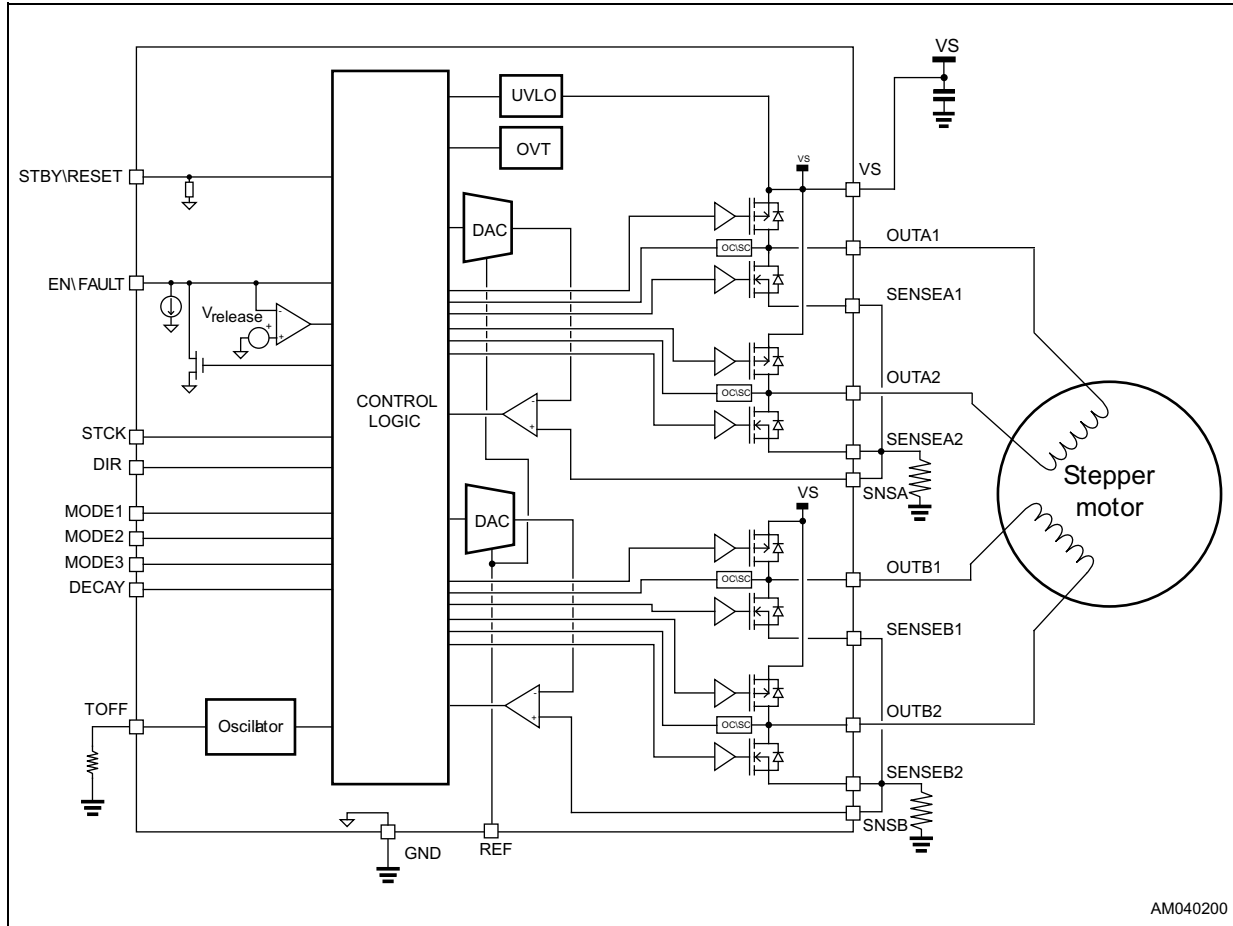 VS
UVLO
OVT
VS
VS
STBY\RESET
DAC
OUTA1
OC\SC
EN\FAULT
SENSEA1
Vrelease
+
-
+
OUTA2
OC\SC
CONTROL
LOGIC
-
+
STCK
SENSEA2
DIR
Stepper
motor
SNSA
VS
MODE1
DAC
MODE2
MODE3
OC\SC
OUTB1
DECAY
SENSEB1
TOFF
Oscillator
-
+
OC\SC
OUTB2
SENSEB2
SNSB
GND
REF
AM040200